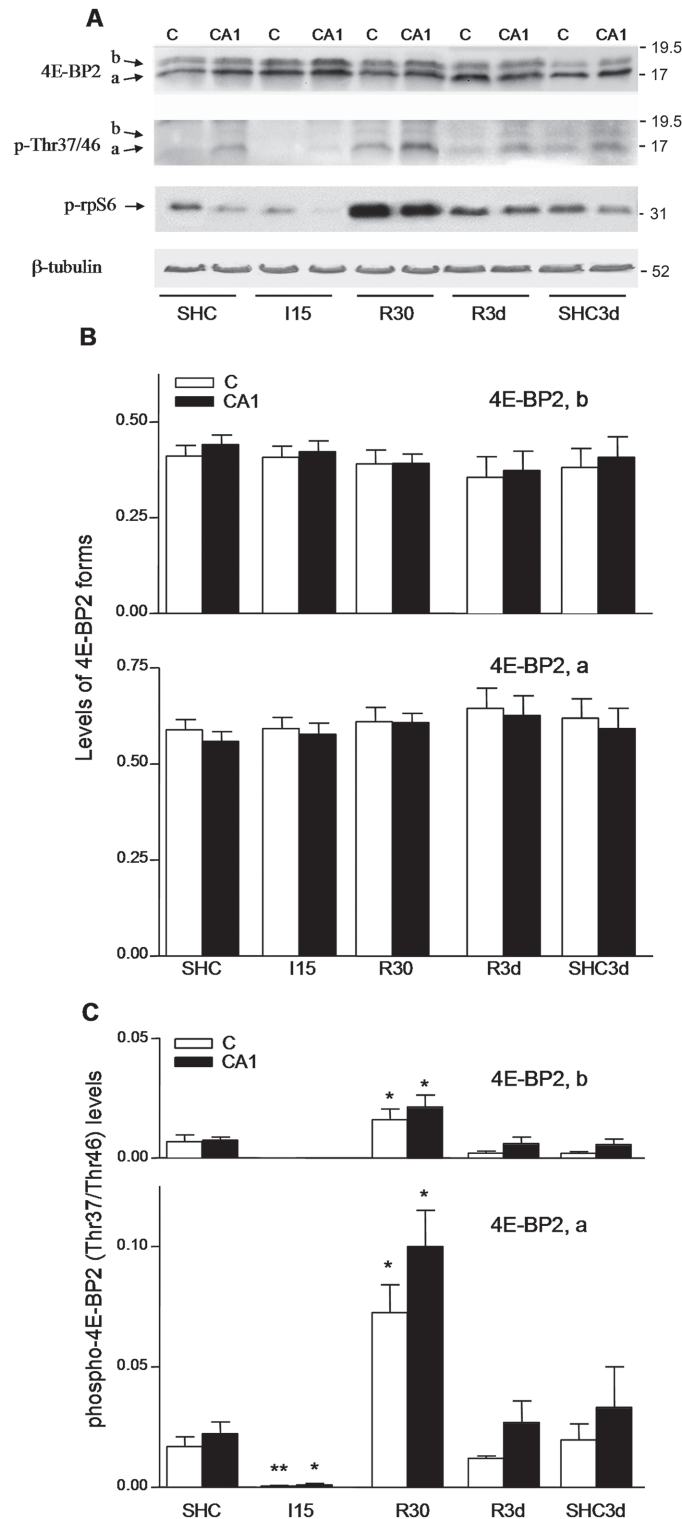 A
C CA1 C CA1 C CA1 C CA1 C CA1
4E-BP2 b a - 19.5 - 17
p-Thr37/46 b a - 19.5 - 17
p-rpS6 - 31
β-tubulin - 52
SHC I15 R30 R3d SHC3d
B
C
CA1
4E-BP2, b
0.50
0.25
0.00
Levels of 4E-BP2 forms
4E-BP2, a
0.75
0.50
0.25
0.00
SHC I15 R30 R3d SHC3d
C
C
CA1
4E-BP2, b
0.05
* *
0.00
phospho-4E-BP2 (Thr37/Thr46) levels
4E-BP2, a
*
0.10
*
0.05
** *
0.00
SHC I15 R30 R3d SHC3d